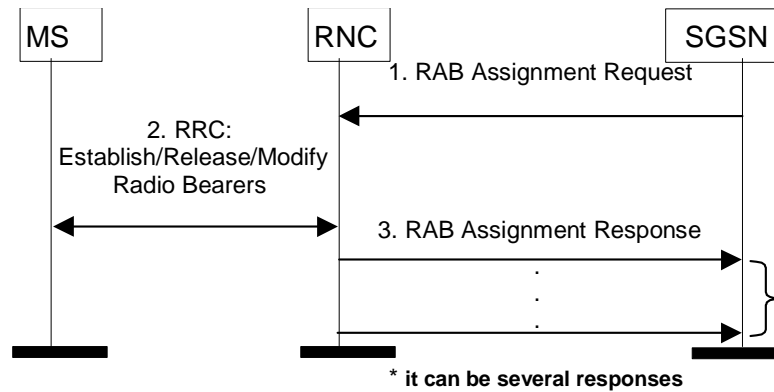 MS
RNC
SGSN
1. RAB Assignment Request
2. RRC:
Establish/Release/Modify
Radio Bearers
3. RAB Assignment Response
.
.
.
* it can be several responses